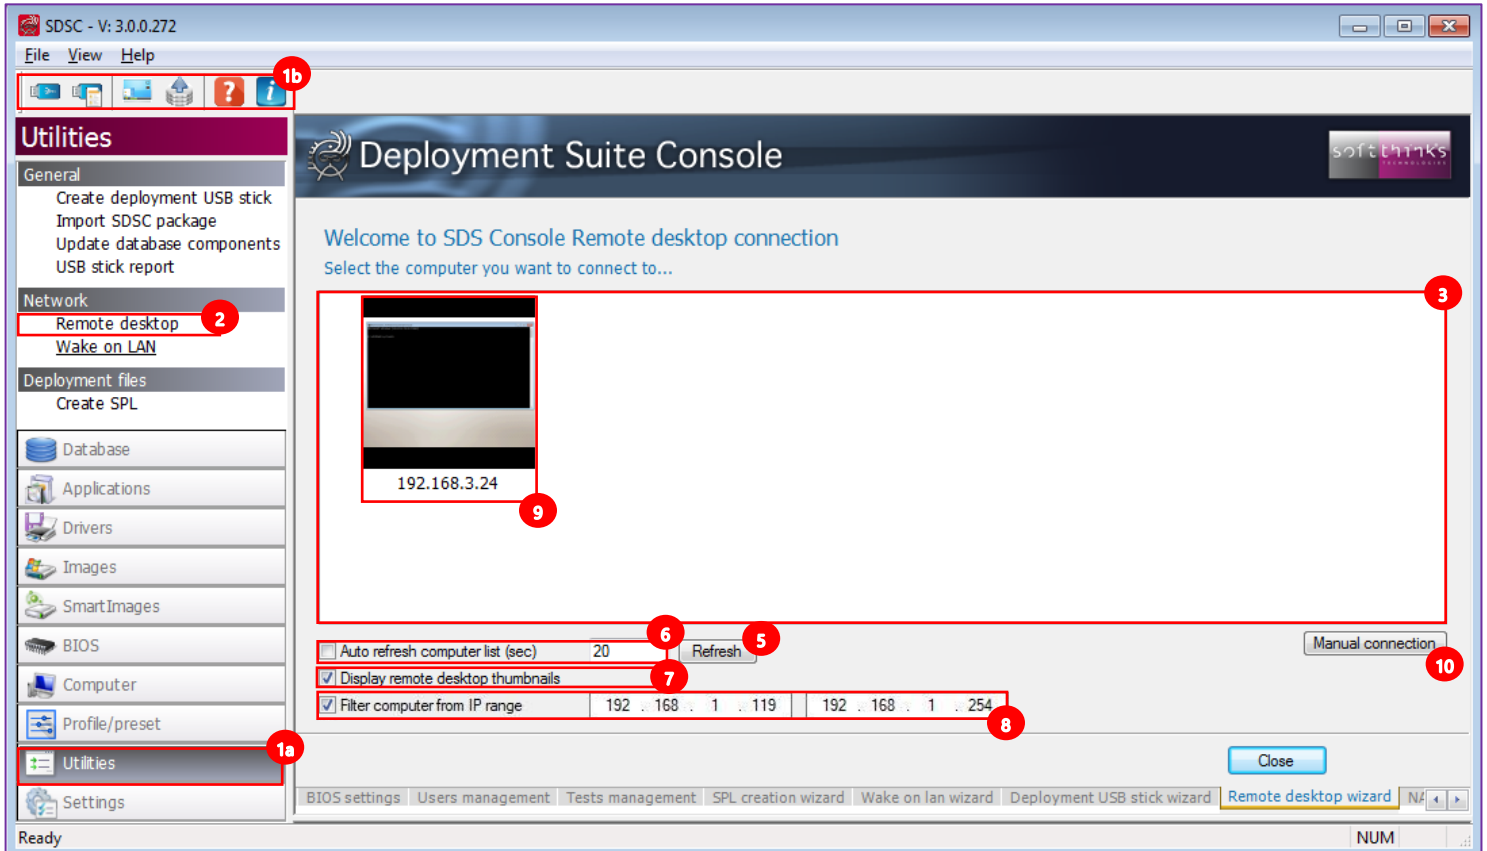 SDSC - V: 3.0.0.272
File View Help
1b
Utilities
General
Create deployment USB stick
Import SDSC package
Update database components
USB stick report
Network
Remote desktop
2
Wake on LAN
Deployment files
Create SPL
Database
Applications
Drivers
Images
SmartImages
BIOS
Computer
Profile/preset
1a
Utilities
Settings
Deployment Suite Console
softthinks
TECHNOLOGIES
Welcome to SDS Console Remote desktop connection
Select the computer you want to connect to...
3
192.168.3.24
9
Auto refresh computer list (sec) 20 6 Refresh 5
Manual connection
10
Display remote desktop thumbnails 7
Filter computer from IP range 192 . 168 . 1 . 119 192 . 168 . 1 . 254
8
Close
BIOS settings Users management Tests management SPL creation wizard Wake on lan wizard Deployment USB stick wizard Remote desktop wizard
Ready NUM